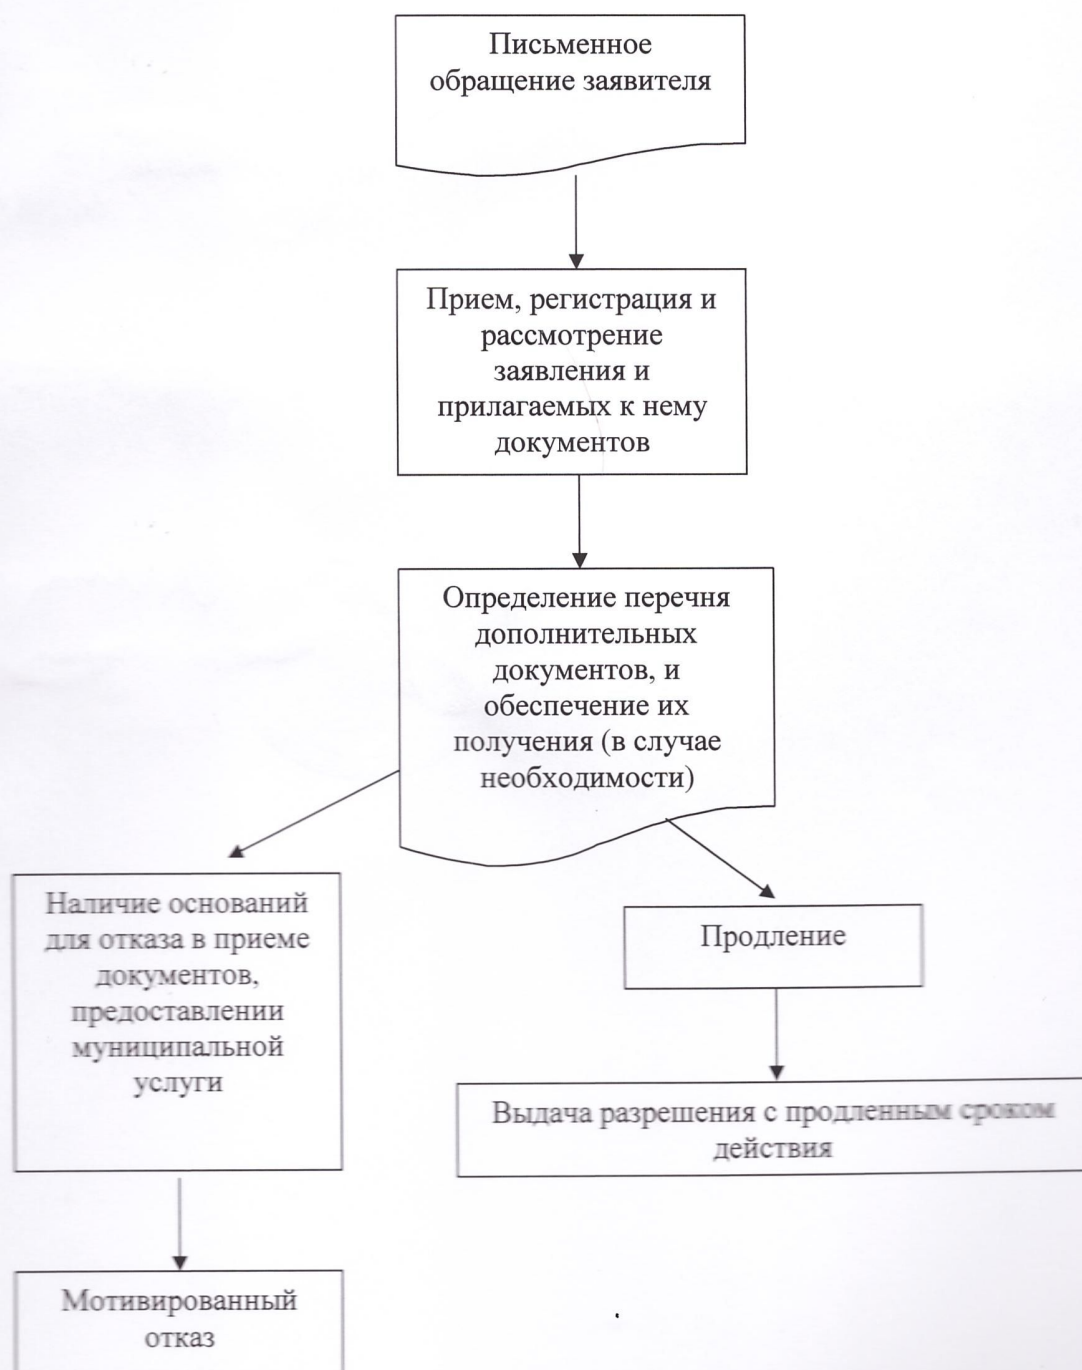 Письменное
обращение заявителя
Прием, регистрация и
рассмотрение
заявления и
прилагаемых к нему
документов
Определение перечня
дополнительных
документов, и
обеспечение их
получения (в случае
необходимости)
Наличие оснований
для отказа в приеме
документов,
предоставлении
муниципальной
услуги
Продление
Выдача разрешения с продленным сроком
действия
Мотивированный
отказ